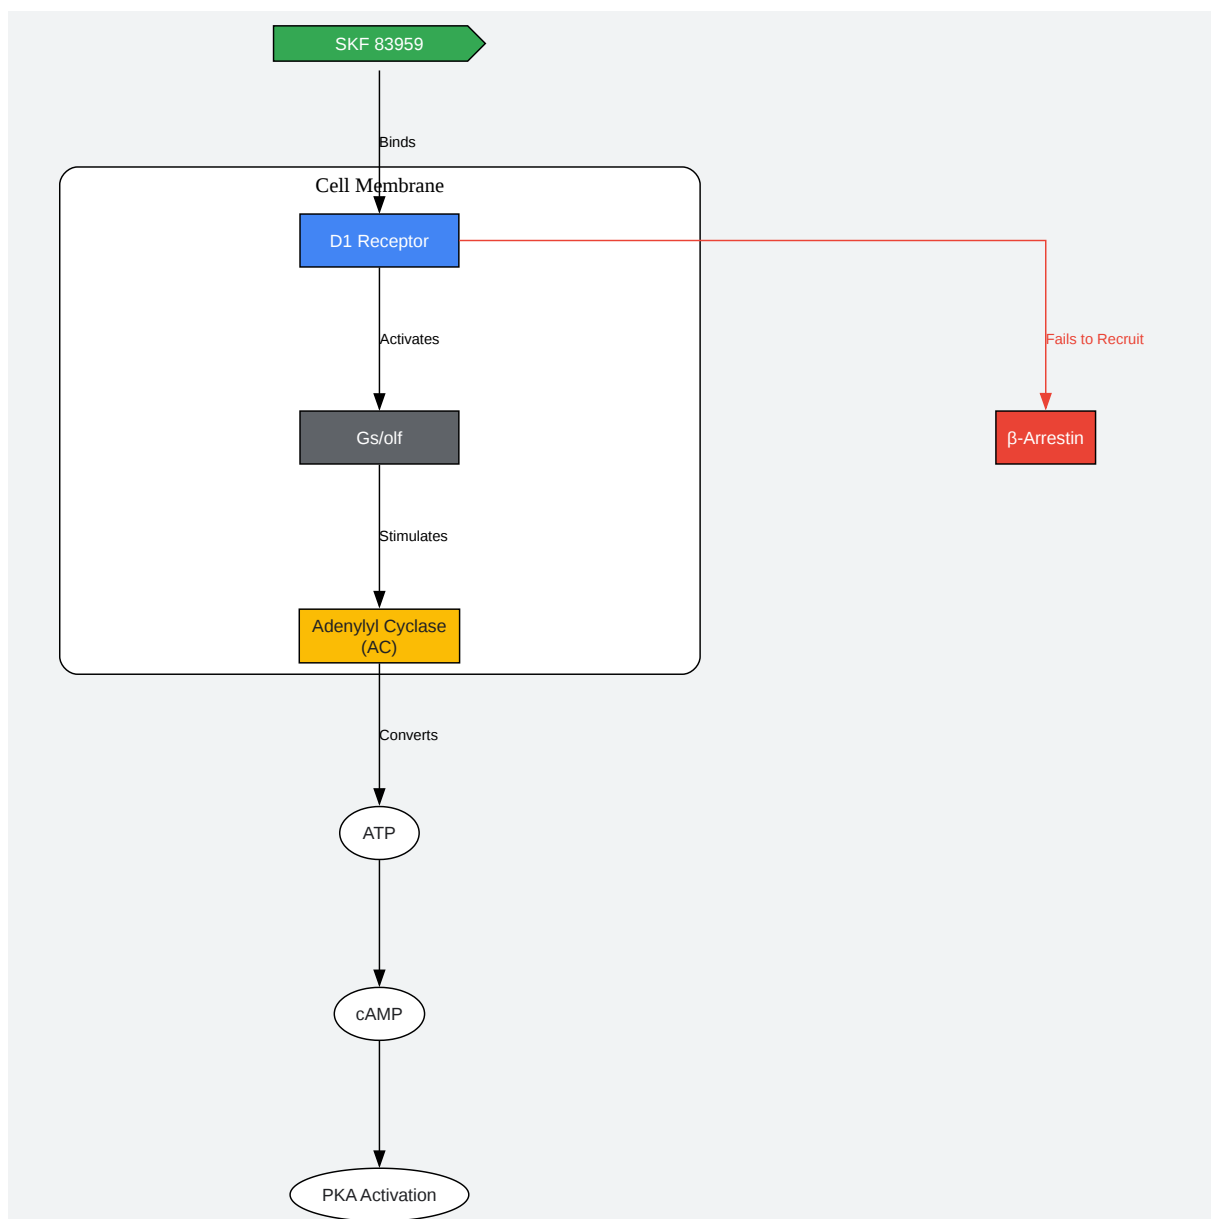 SKF 83959
Binds
Cell Membrane
D1 Receptor
Activates
Fails to Recruit
Gs/olf
β-Arrestin
Stimulates
Adenylyl Cyclase
(AC)
Converts
ATP
cAMP
PKA Activation